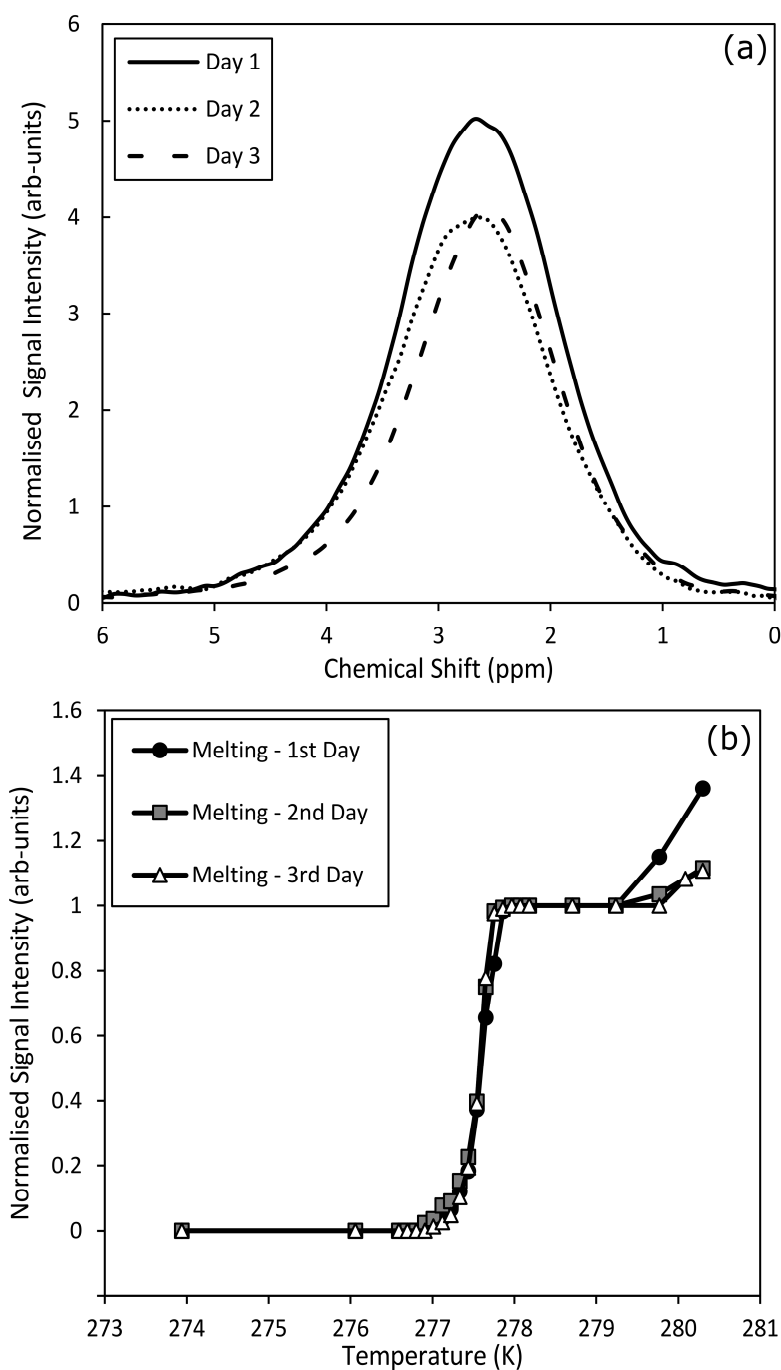 6
(a)
Day 1
Day 2
Day 3
5
4
3
2
1
0
Normalised Signal Intensity (arb-units)
6 5 4 3 2 1 0
Chemical Shift (ppm)
1.6
(b)
Melting - 1st Day
Melting - 2nd Day
Melting - 3rd Day
1.4
1.2
1
0.8
0.6
0.4
0.2
0
Normalised Signal Intensity (arb-units)
273 274 275 276 277 278 279 280 281
Temperature (K)